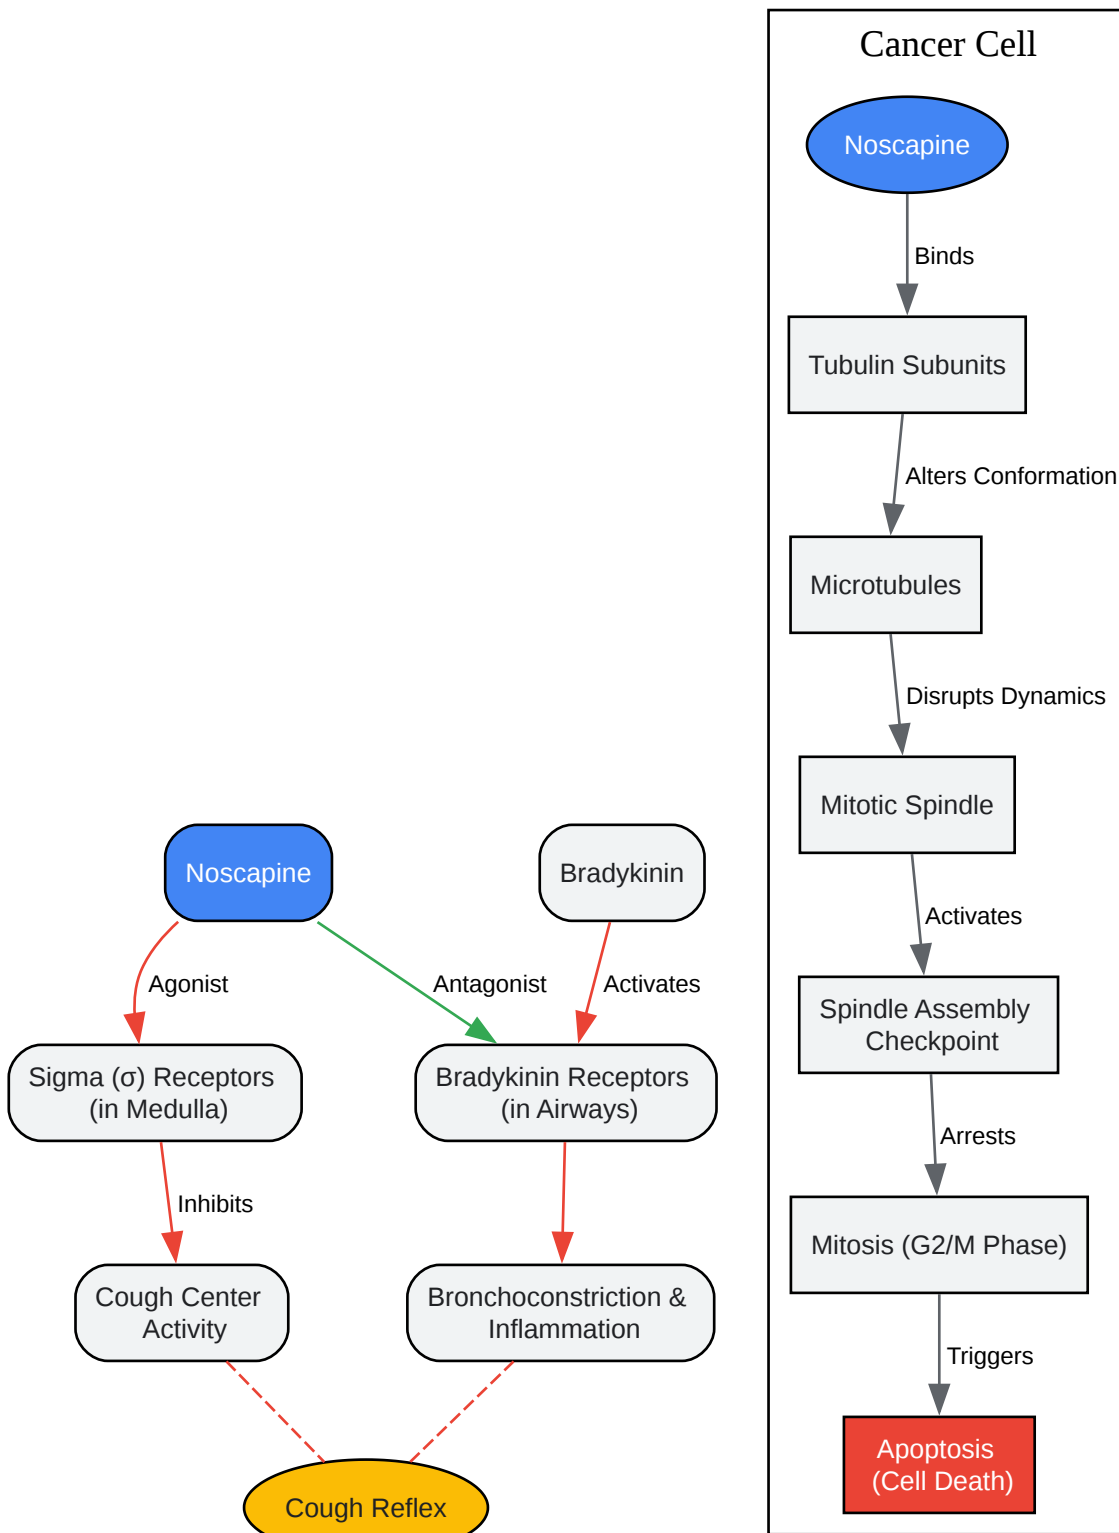 Cancer Cell
Noscapine
Binds
Tubulin Subunits
Alters Conformation
Microtubules
Disrupts Dynamics
Mitotic Spindle
Activates
Spindle Assembly
Checkpoint
Arrests
Mitosis (G2/M Phase)
Triggers
Apoptosis
(Cell Death)
Noscapine
Bradykinin
Agonist
Antagonist
Activates
Sigma (σ) Receptors
(in Medulla)
Bradykinin Receptors
(in Airways)
Inhibits
Cough Center
Activity
Bronchoconstriction &
Inflammation
Cough Reflex